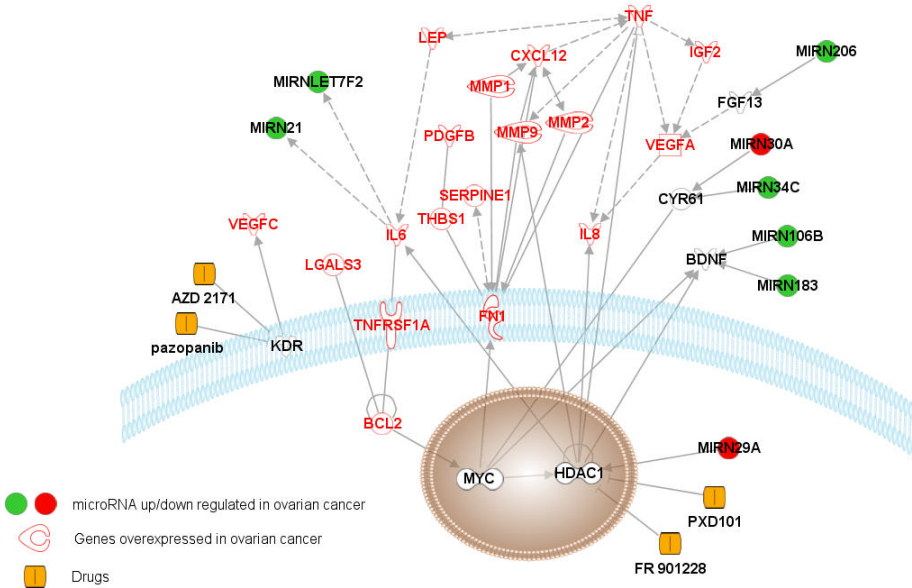 TNF
LEP
CXCL12
IGF2
MIRN206
MIRNLET7F2
MMP1
FGF13
MIRN21
PDGFB
MMP9
MMP2
VEGFA
MIRN30A
SERPINE1
MIRN34C
CYR61
THBS1
VEGFC
IL6
IL8
MIRN106B
LGALS3
BDNF
MIRN183
AZD 2171
TNFRSF1A
FN1
pazopanib
KDR
BCL2
MIRN29A
MYC
HDAC1
PXD101
FR 901228
microRNA up/down regulated in ovarian cancer
Genes overexpressed in ovarian cancer
Drugs